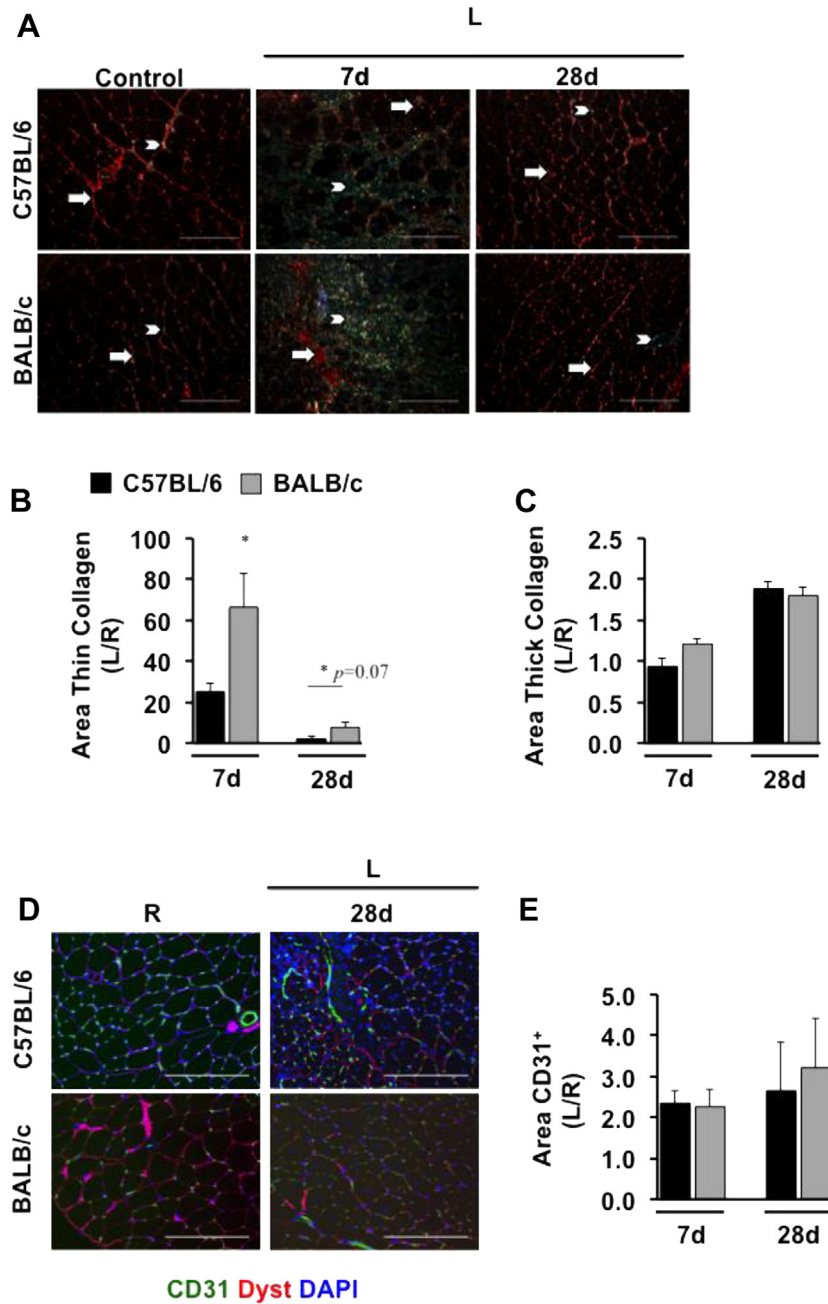 A
L
Control 7d 28d
C57BL/6
BALB/c
C57BL/6 BALB/c
B
Area Thin Collagen
(L/R)
100
80
60
40
20
0
*
* p=0.07
7d 28d
C
Area Thick Collagen
(L/R)
2.5
2.0
1.5
1.0
0.5
0.0
7d 28d
D
L
R 28d
C57BL/6
BALB/c
CD31 Dyst DAPI
E
Area CD31+
(L/R)
5.0
4.0
3.0
2.0
1.0
0.0
7d 28d